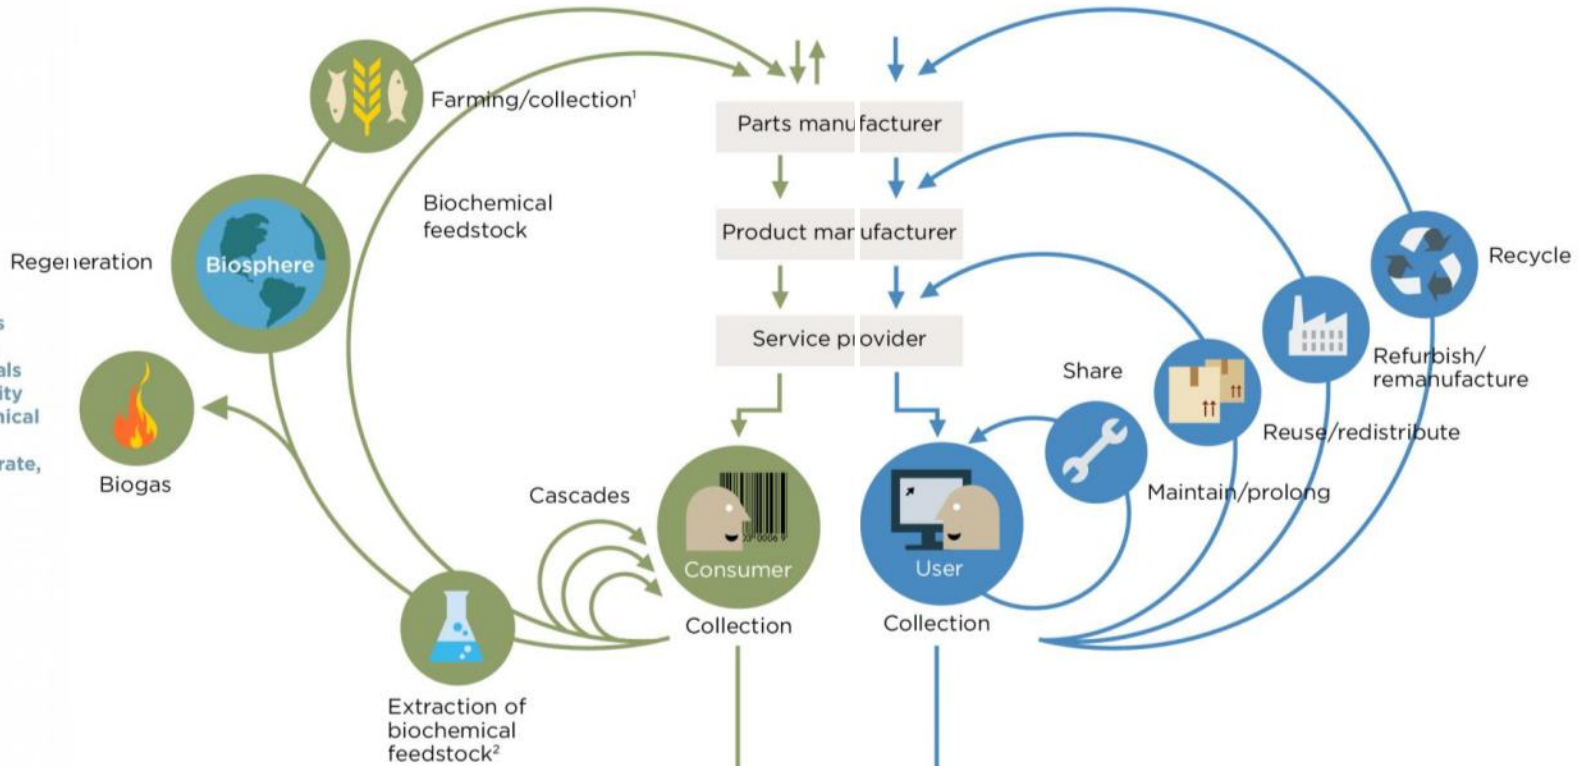 Farming/collection¹
Parts manufacturer
Biochemical
feedstock
Product manufacturer
Regeneration
Biosphere
Recycle
Service provider
Refurbish/
remanufacture
Share
Reuse/redistribute
Biogas
Maintain/prolong
Cascades
Consumer
User
Collection
Collection
Extraction of
biochemical
feedstock²